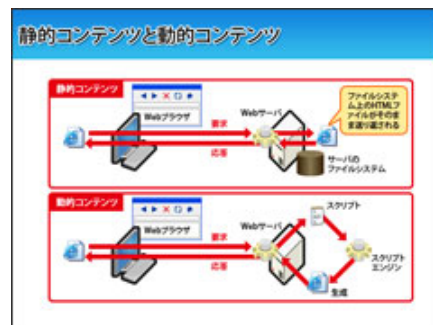 静的コンテンツと動的コンテンツ
静的コンテンツ
Webブラウザ
要求
応答
Webサーバ
ファイルシステ
ム上のHTMLフ
ァイルがそのま
ま送り返される
サーバの
ファイルシステム
動的コンテンツ
Webブラウザ
要求
応答
Webサーバ
スクリプト
スクリプト
エンジン
生成